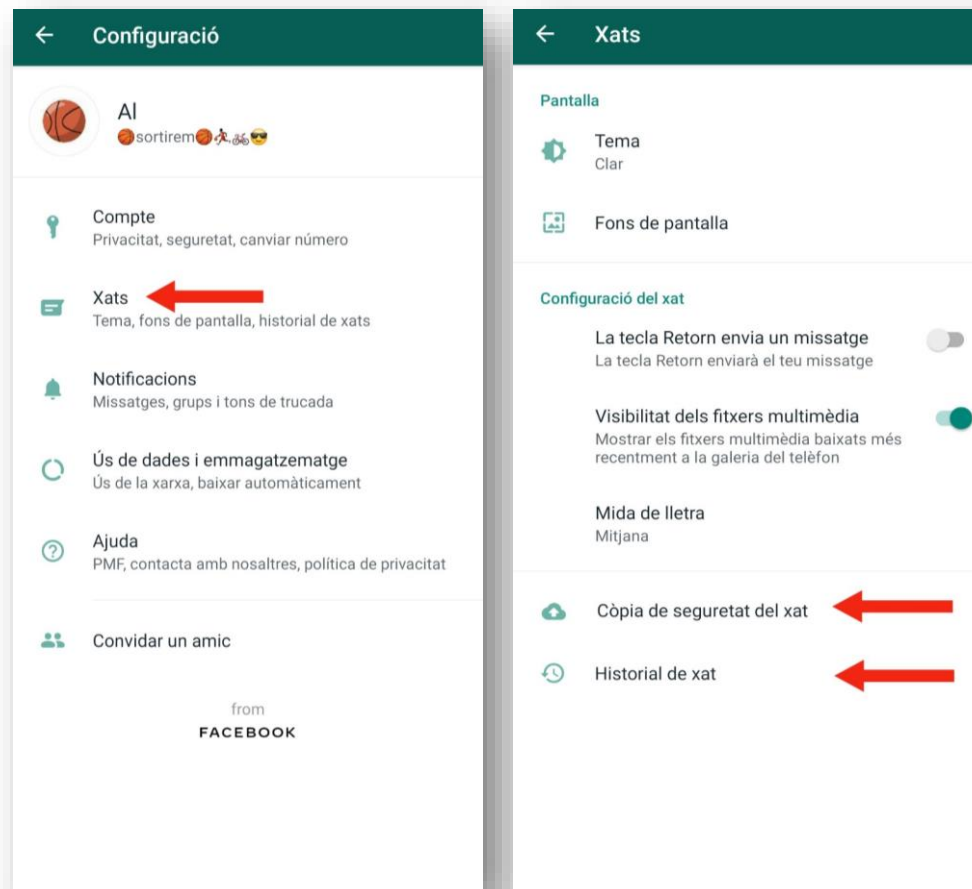 Configuració
Al
sortirem
Compte
Privacitat, seguretat, canviar número
Xats
Tema, fons de pantalla, historial de xats
Notificacions
Missatges, grups i tons de trucada
Ús de dades i emmagatzematge
Ús de la xarxa, baixar automàticament
Ajuda
PMF, contacta amb nosaltres, política de privacitat
Convidar un amic
from
FACEBOOK
Xats
Pantalla
Tema
Clar
Fons de pantalla
Configuració del xat
La tecla Retorn envia un missatge
La tecla Retorn enviarà el teu missatge
Visibilitat dels fitxers multimèdia
Mostrar els fitxers multimèdia baixats més
recentment a la galeria del telèfon
Mida de lletra
Mitjana
Còpia de seguretat del xat
Historial de xat